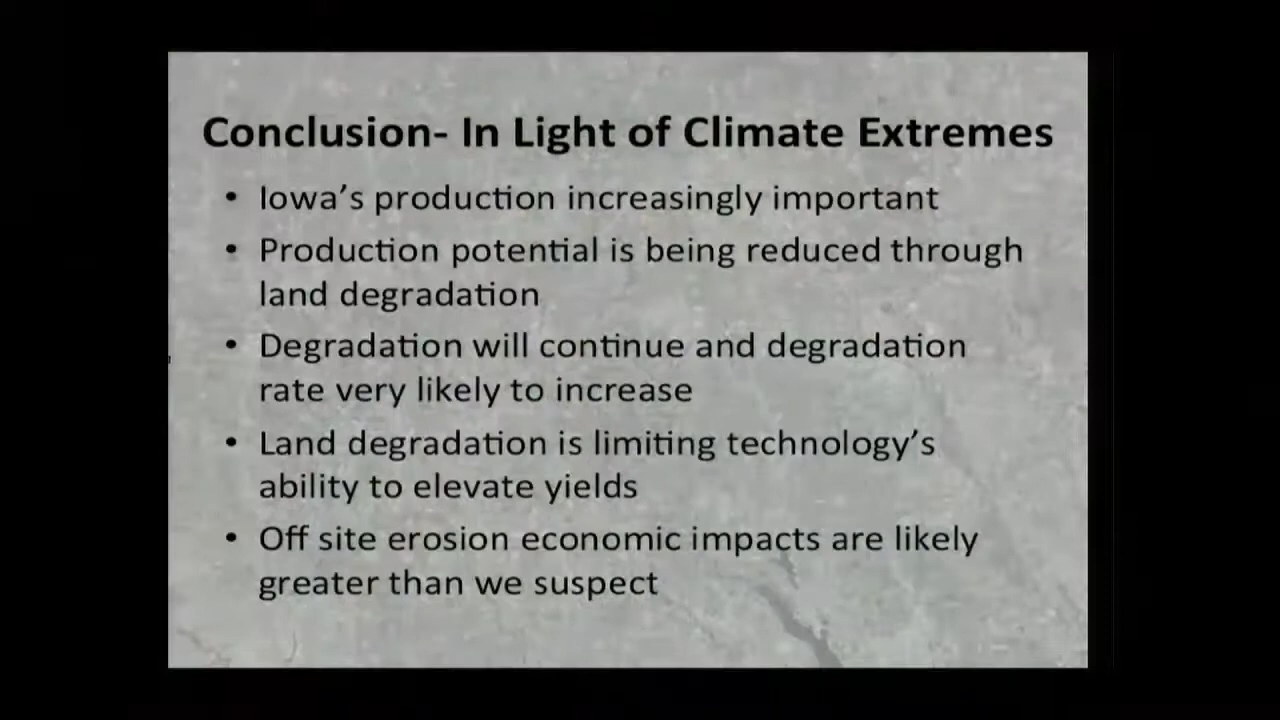 Conclusion- In Light of Climate Extremes
• Iowa’s production increasingly important
• Production potential is being reduced through
land degradation
• Degradation will continue and degradation
rate very likely to increase
• Land degradation is limiting technology’s
ability to elevate yields
• Off site erosion economic impacts are likely
greater than we suspect